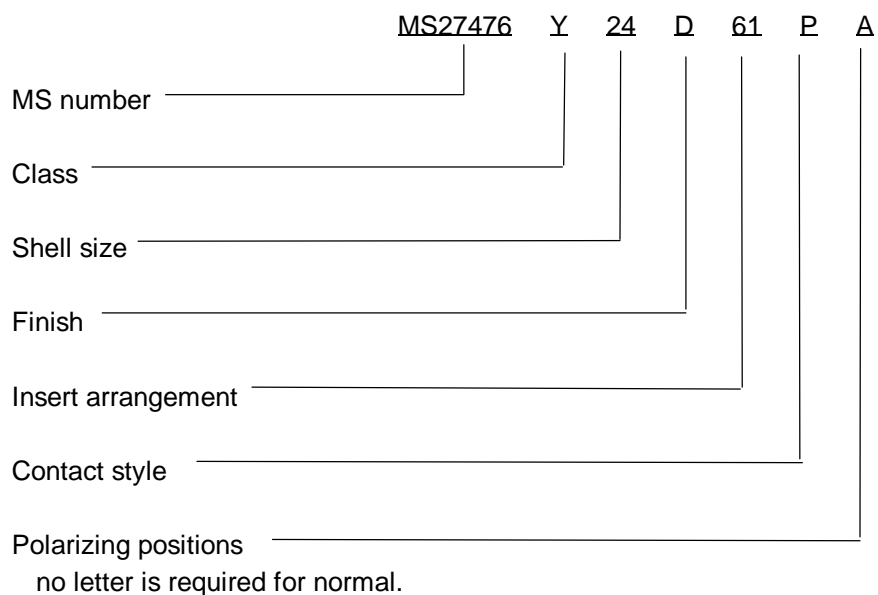 MS27476 Y 24 D 61 P A
MS number
Class
Shell size
Finish
Insert arrangement
Contact style
Polarizing positions
no letter is required for normal.